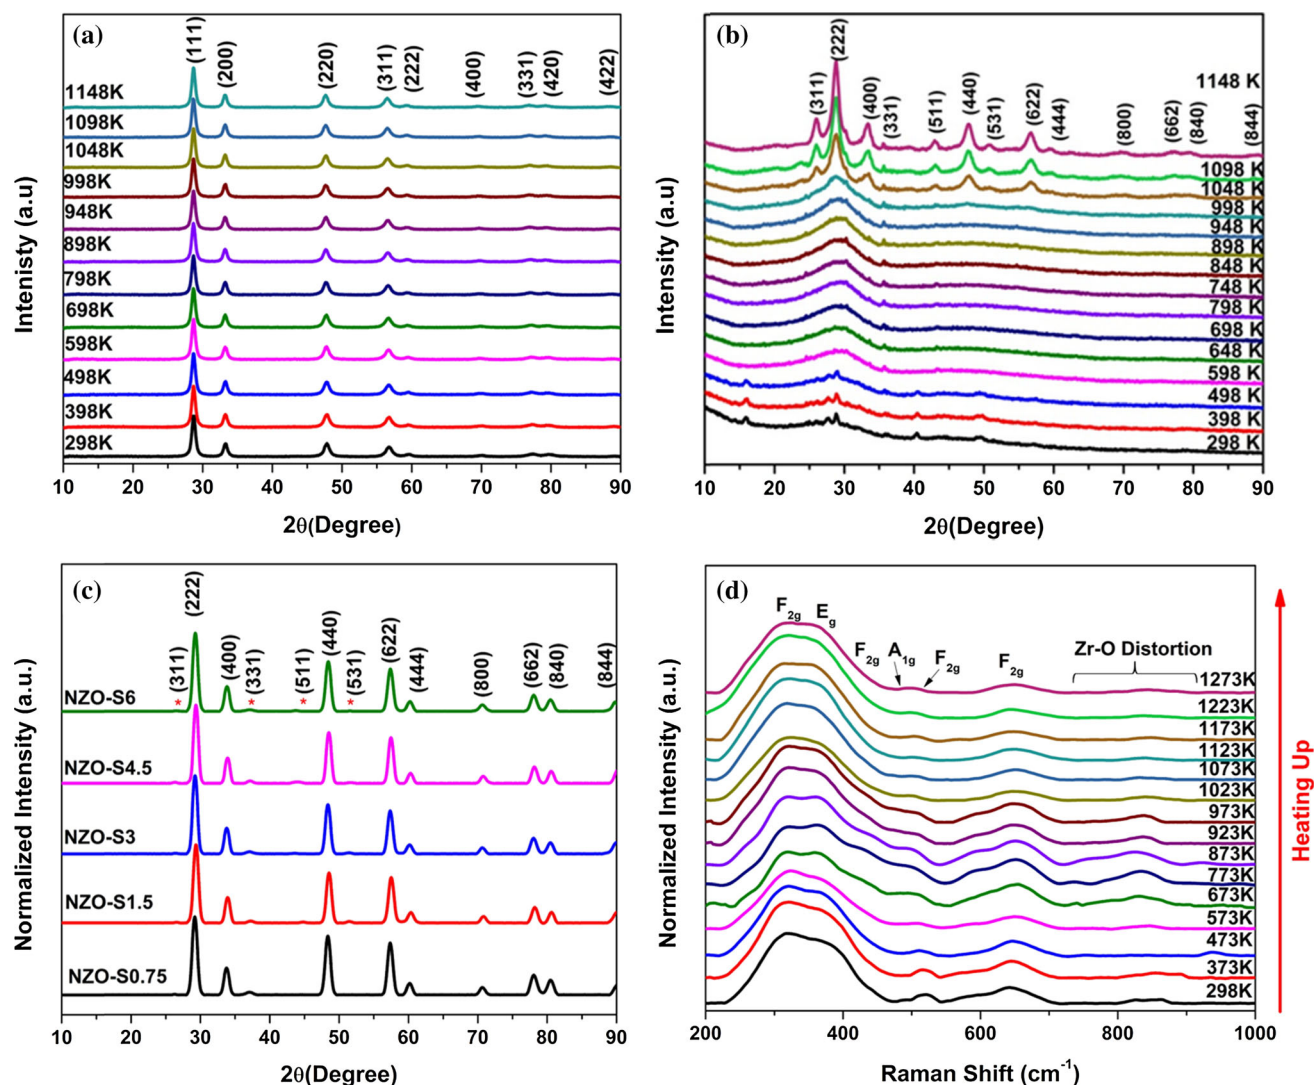 (a)
(111)
(200)
(220)
(311)
(222)
(400)
(331)
(420)
(422)
1148K
1098K
1048K
998K
948K
898K
798K
698K
598K
498K
398K
298K
Intenisty (a.u)
10 20 30 40 50 60 70 80 90
2θ(Degree)
(b)
(311)
(222)
(400)
(331)
(511)
(440)
(531)
(622)
(444)
(800)
(662)
(840)
(844)
1148 K
1098 K
1048 K
998 K
948 K
898 K
848 K
748 K
798 K
698 K
648 K
598 K
498 K
398 K
298 K
Intensity (a.u)
10 20 30 40 50 60 70 80 90
2θ(Degree)
(c)
(222)
(311)
(400)
(331)
(511)
(440)
(531)
(622)
(444)
(800)
(662)
(840)
(844)
* * * *
NZO-S6
NZO-S4.5
NZO-S3
NZO-S1.5
NZO-S0.75
Normalized Intensity (a.u.)
10 20 30 40 50 60 70 80 90
2θ(Degree)
(d)
F2g
Eg
F2g
A1g
F2g
F2g
Zr-O Distortion
1273K
1223K
1173K
1123K
1073K
1023K
973K
923K
873K
773K
673K
573K
473K
373K
298K
Heating Up
Normalized Intensity (a.u.)
200 400 600 800 1000
Raman Shift (cm⁻¹)